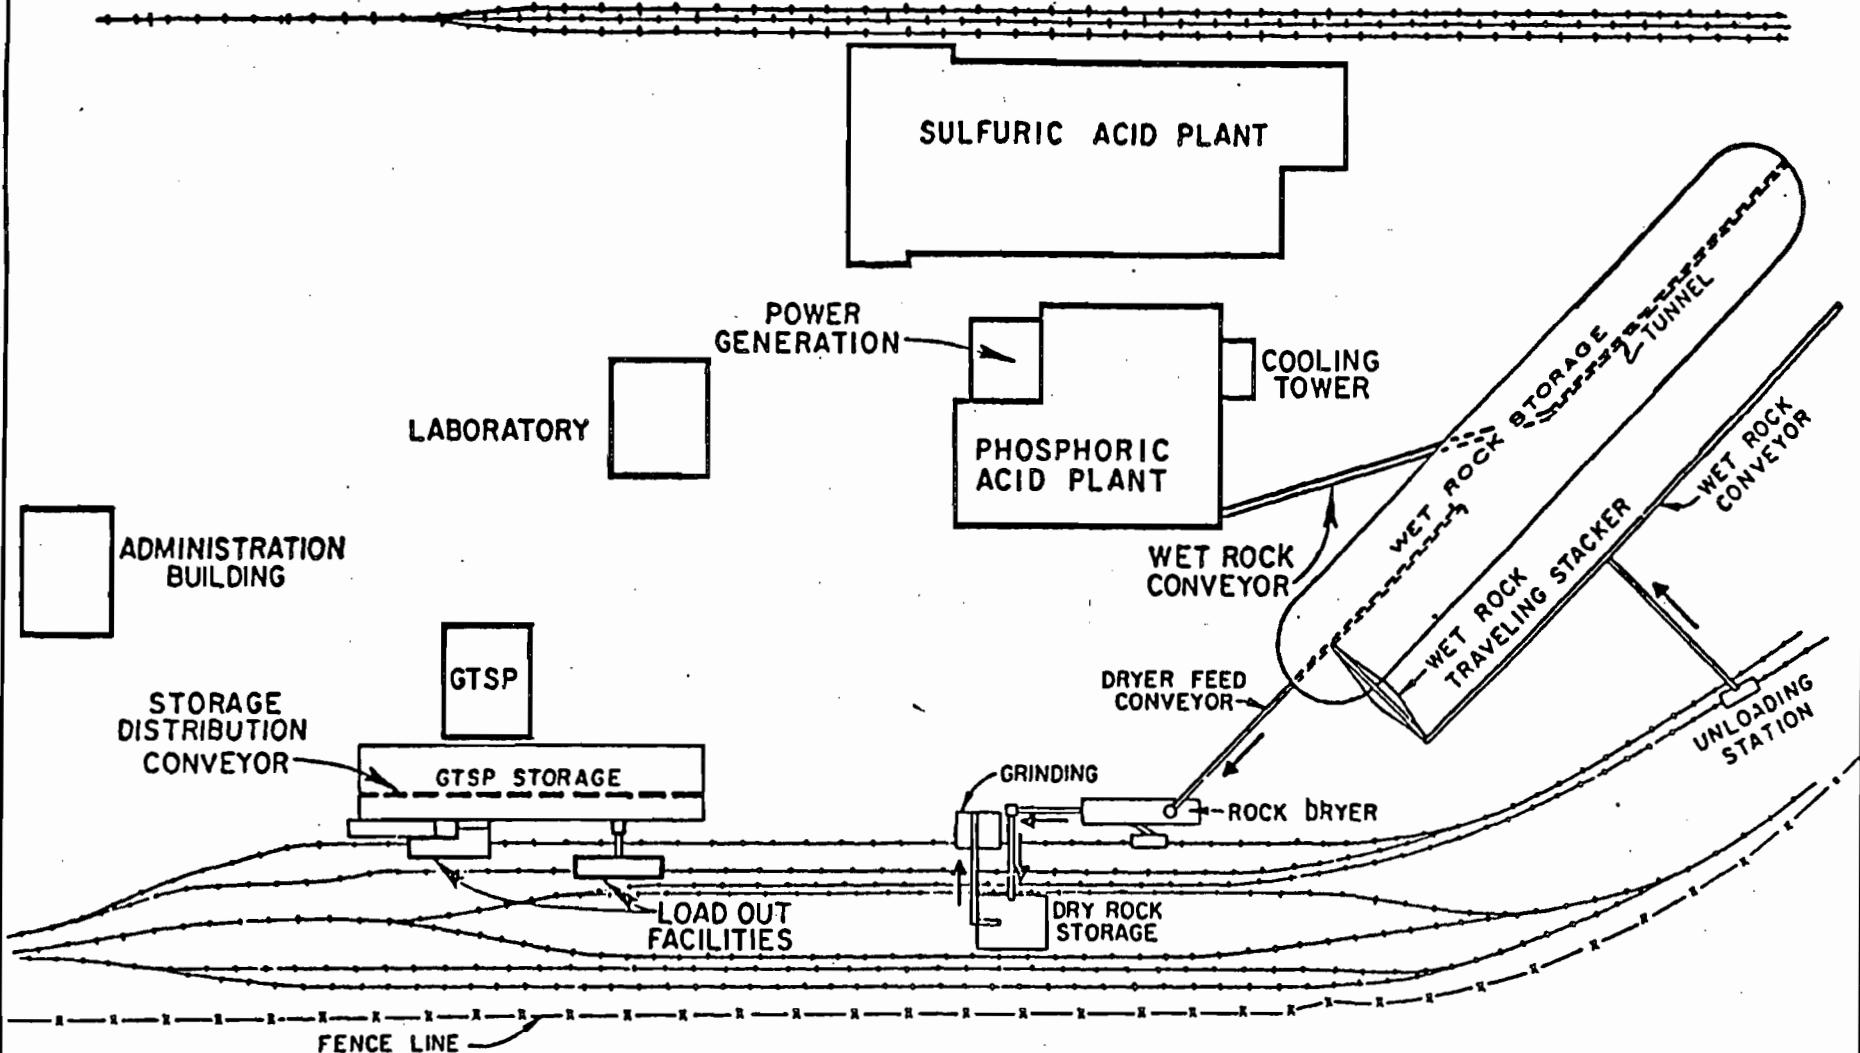 SULFURIC ACID PLANT
POWER
GENERATION
COOLING
TOWER
LABORATORY
PHOSPHORIC
ACID PLANT
WET ROCK STORAGE
TUNNEL
WET ROCK
CONVEYOR
WET ROCK
CONVEYOR
WET ROCK
TRAVELING STACKER
ADMINISTRATION
BUILDING
GTSP
DRYER FEED
CONVEYOR
UNLOADING
STATION
STORAGE
DISTRIBUTION
CONVEYOR
GTSP STORAGE
GRINDING
ROCK DRYER
LOAD OUT
FACILITIES
DRY ROCK
STORAGE
FENCE LINE